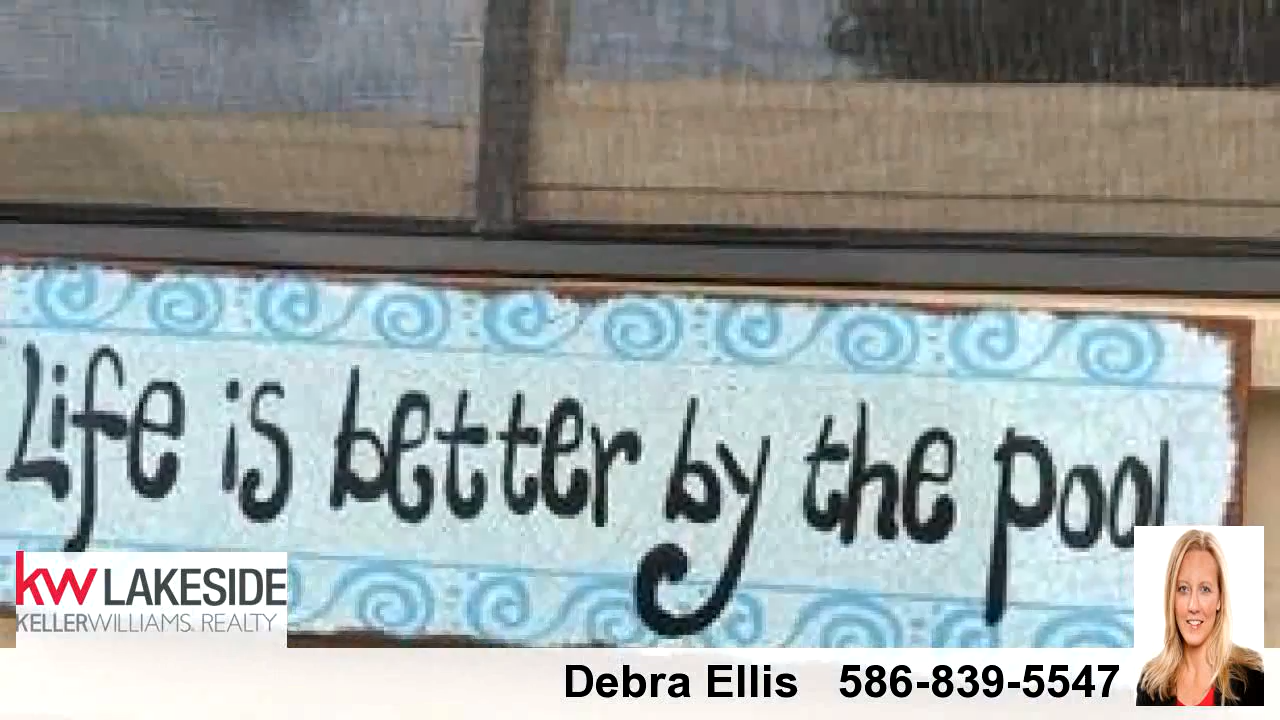 Life is better by the pool
kw LAKESIDE
KELLERWILLIAMS. REALTY
Debra Ellis 586-839-5547